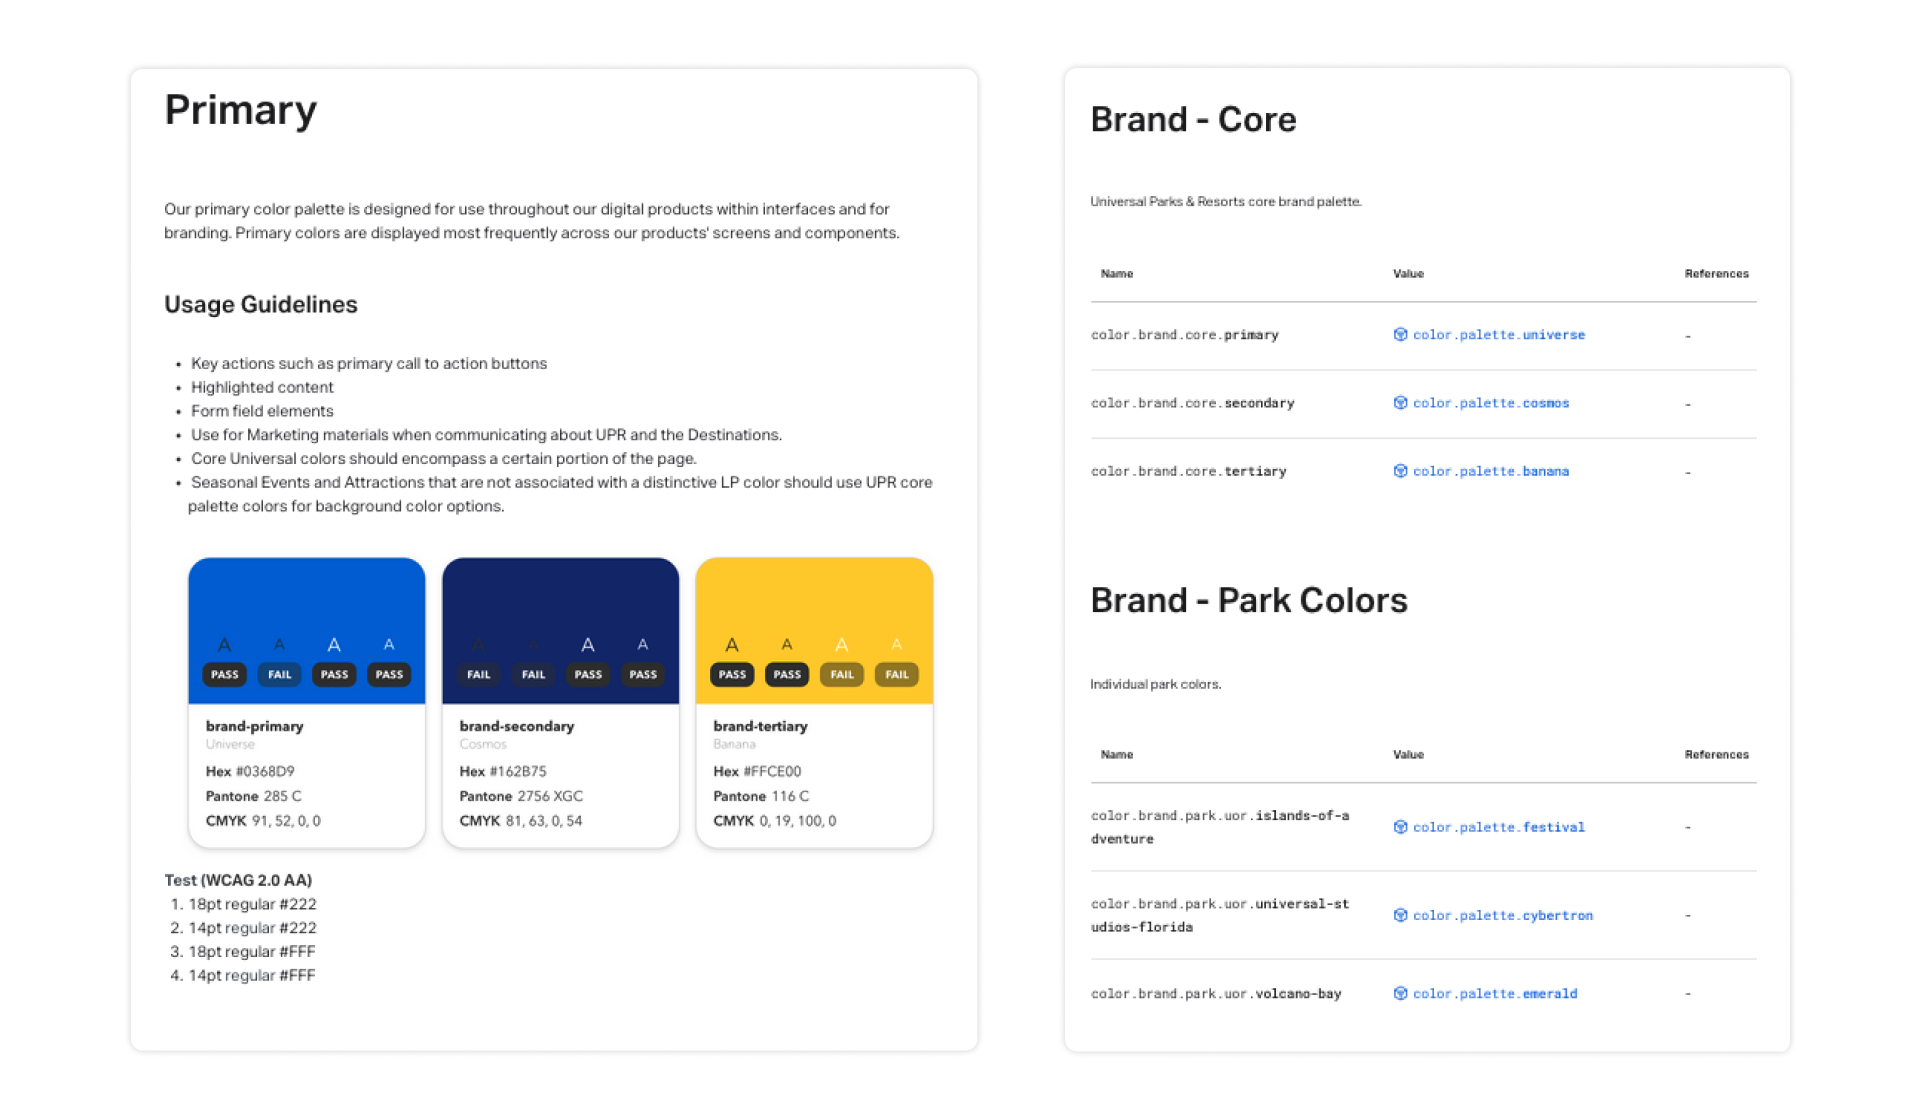 Primary
Our primary color palette is designed for use throughout our digital products within interfaces and for
branding. Primary colors are displayed most frequently across our products' screens and components.
Usage Guidelines
• Key actions such as primary call to action buttons
• Highlighted content
• Form field elements
• Use for Marketing materials when communicating about UPR and the Destinations.
• Core Universal colors should encompass a certain portion of the page.
• Seasonal Events and Attractions that are not associated with a distinctive LP color should use UPR core
palette colors for background color options.
A A A A
PASS FAIL PASS PASS
brand-primary
Universe
Hex #0368D9
Pantone 285 C
CMYK 91, 52, 0, 0
A A A A
FAIL FAIL PASS PASS
brand-secondary
Cosmos
Hex #162B75
Pantone 2756 XGC
CMYK 81, 63, 0, 54
A A A A
PASS PASS FAIL FAIL
brand-tertiary
Banana
Hex #FFCE00
Pantone 116 C
CMYK 0, 19, 100, 0
Test (WCAG 2.0 AA)
1. 18pt regular #222
2. 14pt regular #222
3. 18pt regular #FFF
4. 14pt regular #FFF
Brand - Core
Universal Parks & Resorts core brand palette.
Name Value References
color.brand.core.primary color.palette.universe -
color.brand.core.secondary color.palette.cosmos -
color.brand.core.tertiary color.palette.banana -
Brand - Park Colors
Individual park colors.
Name Value References
color.brand.park.uor.islands-of-a
dventure color.palette.festival -
color.brand.park.uor.universal-st
udios-florida color.palette.cybertron -
color.brand.park.uor.volcano-bay color.palette.emerald -